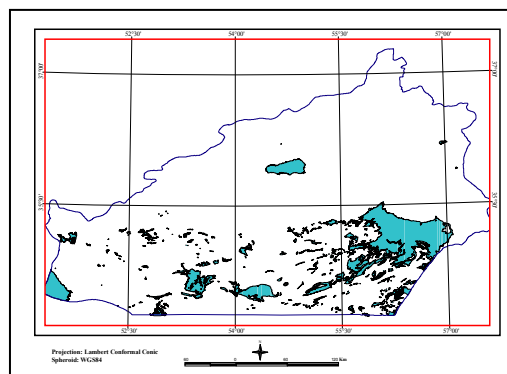 52°30' 54°00' 55°30' 57°00'
37°00' 37°00'
35°30' 35°30'
52°30' 54°00' 55°30' 57°00'
Projection: Lambert Conformal Conic
Spheroid: WGS84
60 0 60 120 Km